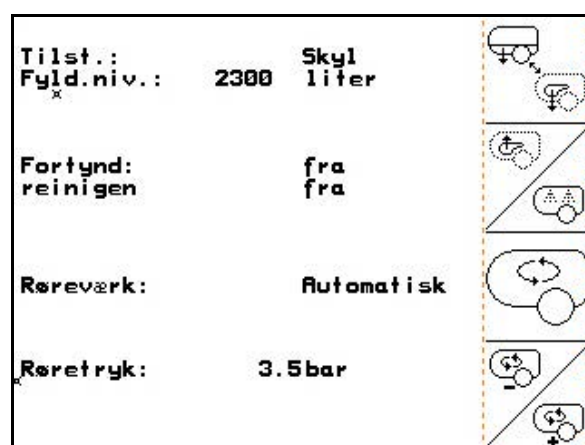 Tilst.: Skyl
Fyld.niv.: 2300 liter
Fortynd: fra
reinigen fra
Røreværk: Automatisk
Røretryk: 3.5bar